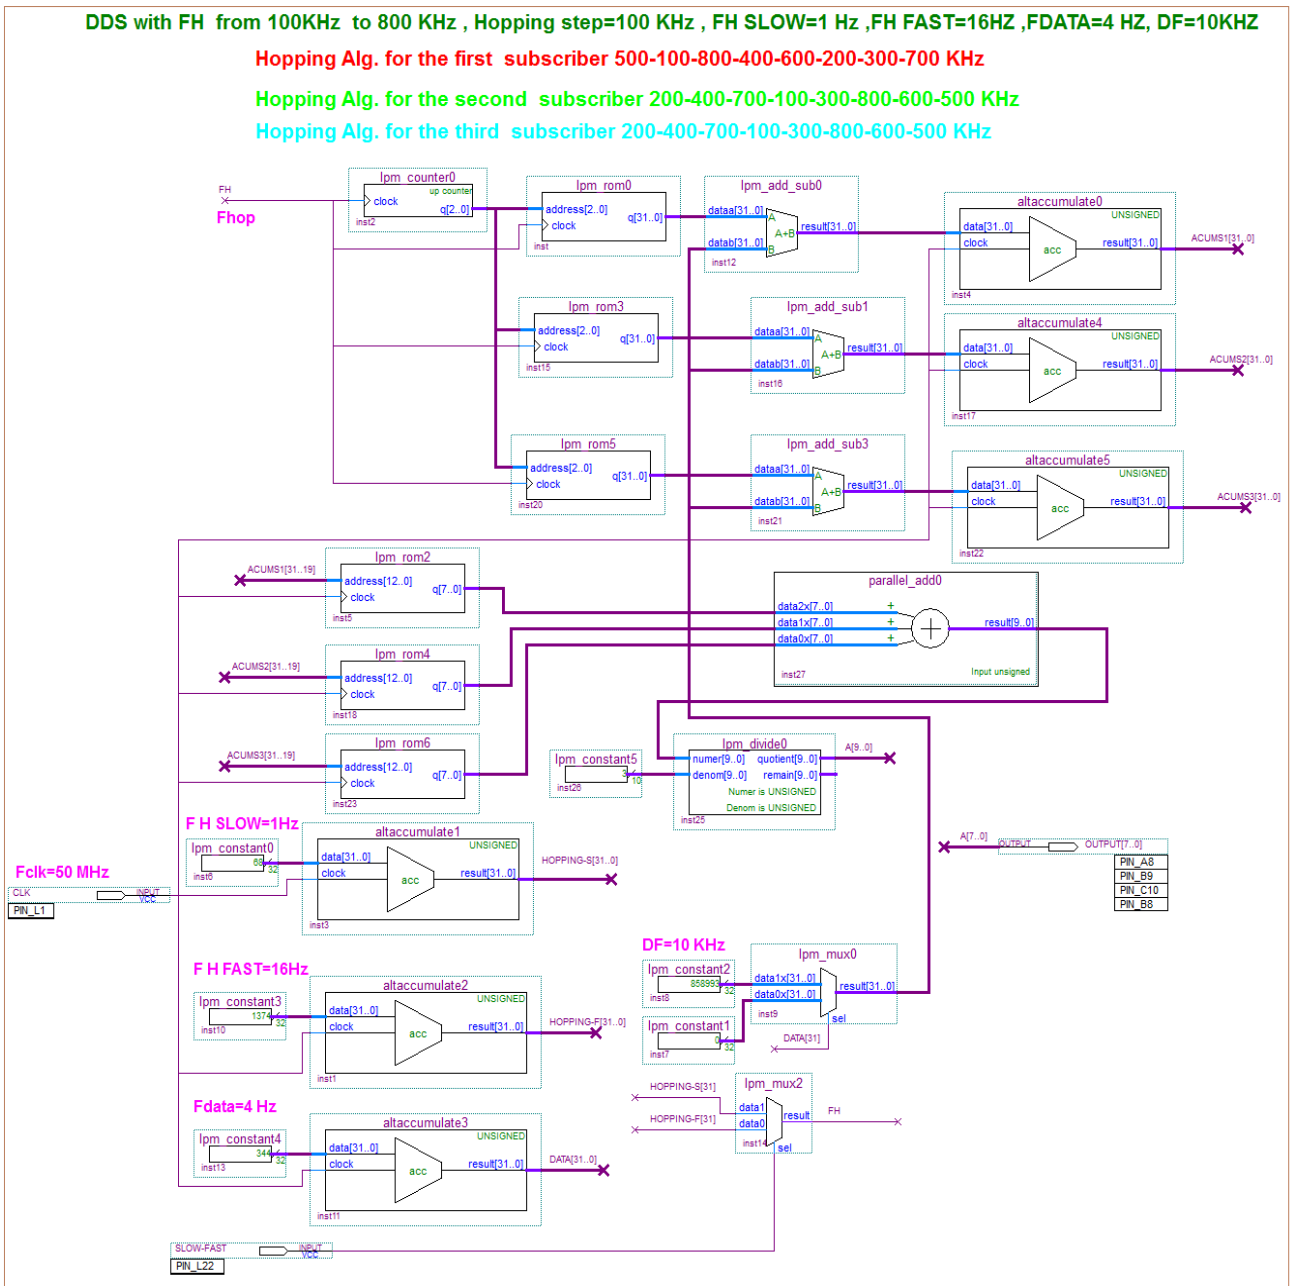 DDS with FH from 100KHz to 800 KHz , Hopping step=100 KHz , FH SLOW=1 Hz ,FH FAST=16HZ ,FDATA=4 HZ, DF=10KHZ
Hopping Alg. for the first subscriber 500-100-800-400-600-200-300-700 KHz
Hopping Alg. for the second subscriber 200-400-700-100-300-800-600-500 KHz
Hopping Alg. for the third subscriber 200-400-700-100-300-800-600-500 KHz
FH
Fhop
lpm_counter0
up counter
clock
q[2..0]
inst2
lpm_rom0
address[2..0]
q[31..0]
clock
inst
lpm_add_sub0
dataa[31..0]
A
A+B
result[31..0]
datab[31..0]
B
inst12
altaccumulate0
UNSIGNED
data[31..0]
clock
acc
result[31..0]
inst4
ACUMS1[31..0]
lpm_rom3
address[2..0]
q[31..0]
clock
inst15
lpm_add_sub1
dataa[31..0]
A
A+B
result[31..0]
datab[31..0]
B
inst16
altaccumulate4
UNSIGNED
data[31..0]
clock
acc
result[31..0]
inst17
ACUMS2[31..0]
lpm_rom5
address[2..0]
q[31..0]
clock
inst20
lpm_add_sub3
dataa[31..0]
A
A+B
result[31..0]
datab[31..0]
B
inst21
altaccumulate5
UNSIGNED
data[31..0]
clock
acc
result[31..0]
inst22
ACUMS3[31..0]
ACUMS1[31..19]
lpm_rom2
address[12..0]
q[7..0]
clock
inst5
ACUMS2[31..19]
lpm_rom4
address[12..0]
q[7..0]
clock
inst18
ACUMS3[31..19]
lpm_rom6
address[12..0]
q[7..0]
clock
inst23
parallel_add0
data2x[7..0]
+
data1x[7..0]
+
data0x[7..0]
+
result[9..0]
Input unsigned
inst27
lpm_constant5
3
10
inst26
lpm_divide0
numer[9..0]
quotient[9..0]
denom[9..0]
remain[9..0]
Numer is UNSIGNED
Denom is UNSIGNED
inst25
A[9..0]
A[7..0]
OUTPUT
OUTPUT[7..0]
PIN_A8
PIN_B9
PIN_C10
PIN_B8
F H SLOW=1Hz
lpm_constant0
68
32
inst6
altaccumulate1
UNSIGNED
data[31..0]
clock
acc
result[31..0]
inst3
HOPPING-S[31..0]
Fclk=50 MHz
CLK
INPUT
VCC
PIN_L1
F H FAST=16Hz
lpm_constant3
1374
32
inst10
altaccumulate2
UNSIGNED
data[31..0]
clock
acc
result[31..0]
inst1
HOPPING-F[31..0]
Fdata=4 Hz
lpm_constant4
344
32
inst13
altaccumulate3
UNSIGNED
data[31..0]
clock
acc
result[31..0]
inst11
DATA[31..0]
DF=10 KHz
lpm_constant2
858993
32
inst8
lpm_constant1
0
32
inst7
lpm_mux0
data1x[31..0]
data0x[31..0]
result[31..0]
inst9
sel
DATA[31]
lpm_mux2
HOPPING-S[31]
data1
HOPPING-F[31]
data0
result
FH
inst14
sel
SLOW-FAST
INPUT
VCC
PIN_L22